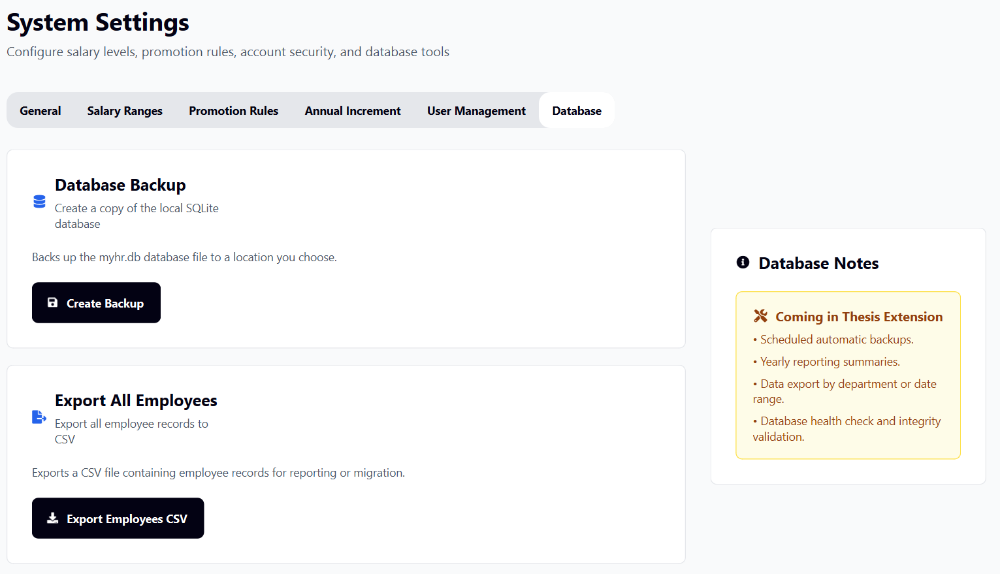 System Settings
Configure salary levels, promotion rules, account security, and database tools
General
Salary Ranges
Promotion Rules
Annual Increment
User Management
Database
Database Backup
Create a copy of the local SQLite
database
Backs up the myhr.db database file to a location you choose.
Create Backup
Export All Employees
Export all employee records to
CSV
Exports a CSV file containing employee records for reporting or migration.
Export Employees CSV
Database Notes
Coming in Thesis Extension
• Scheduled automatic backups.
• Yearly reporting summaries.
• Data export by department or date
range.
• Database health check and integrity
validation.